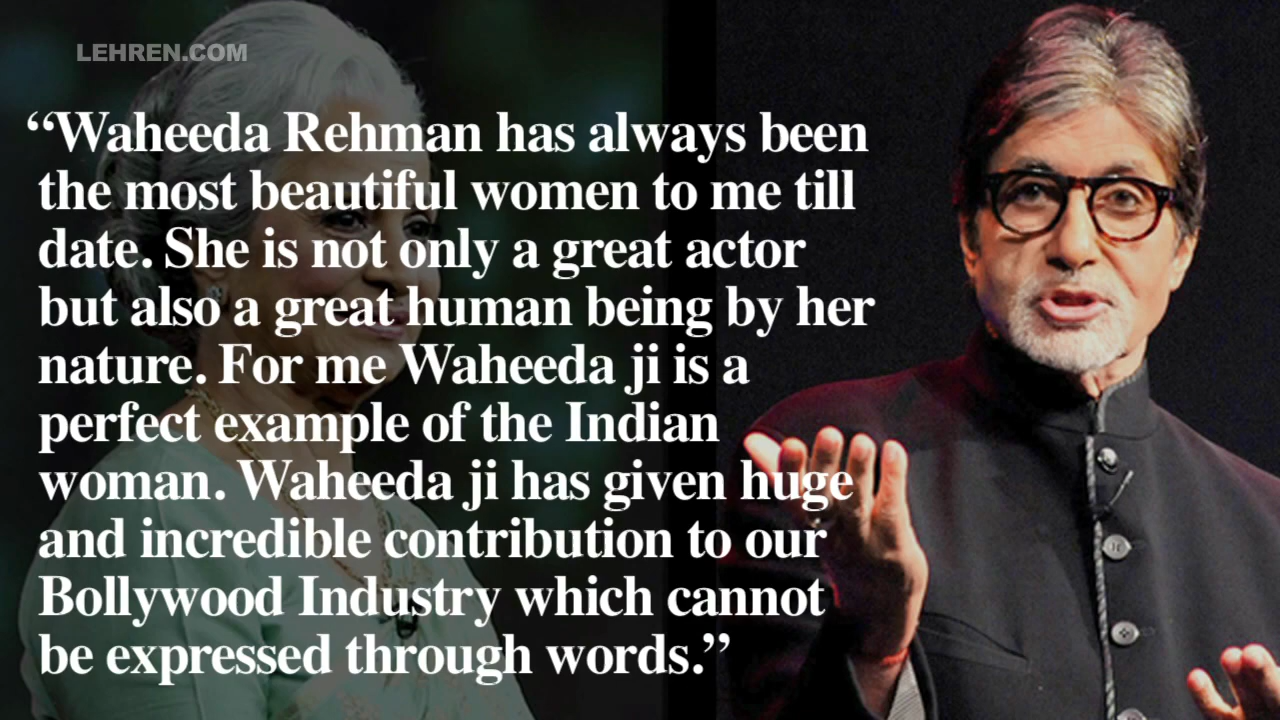 LEHREN.COM
“Waheeda Rehman has always been
the most beautiful women to me till
date. She is not only a great actor
but also a great human being by her
nature. For me Waheeda ji is a
perfect example of the Indian
woman. Waheeda ji has given huge
and incredible contribution to our
Bollywood Industry which cannot
be expressed through words.”